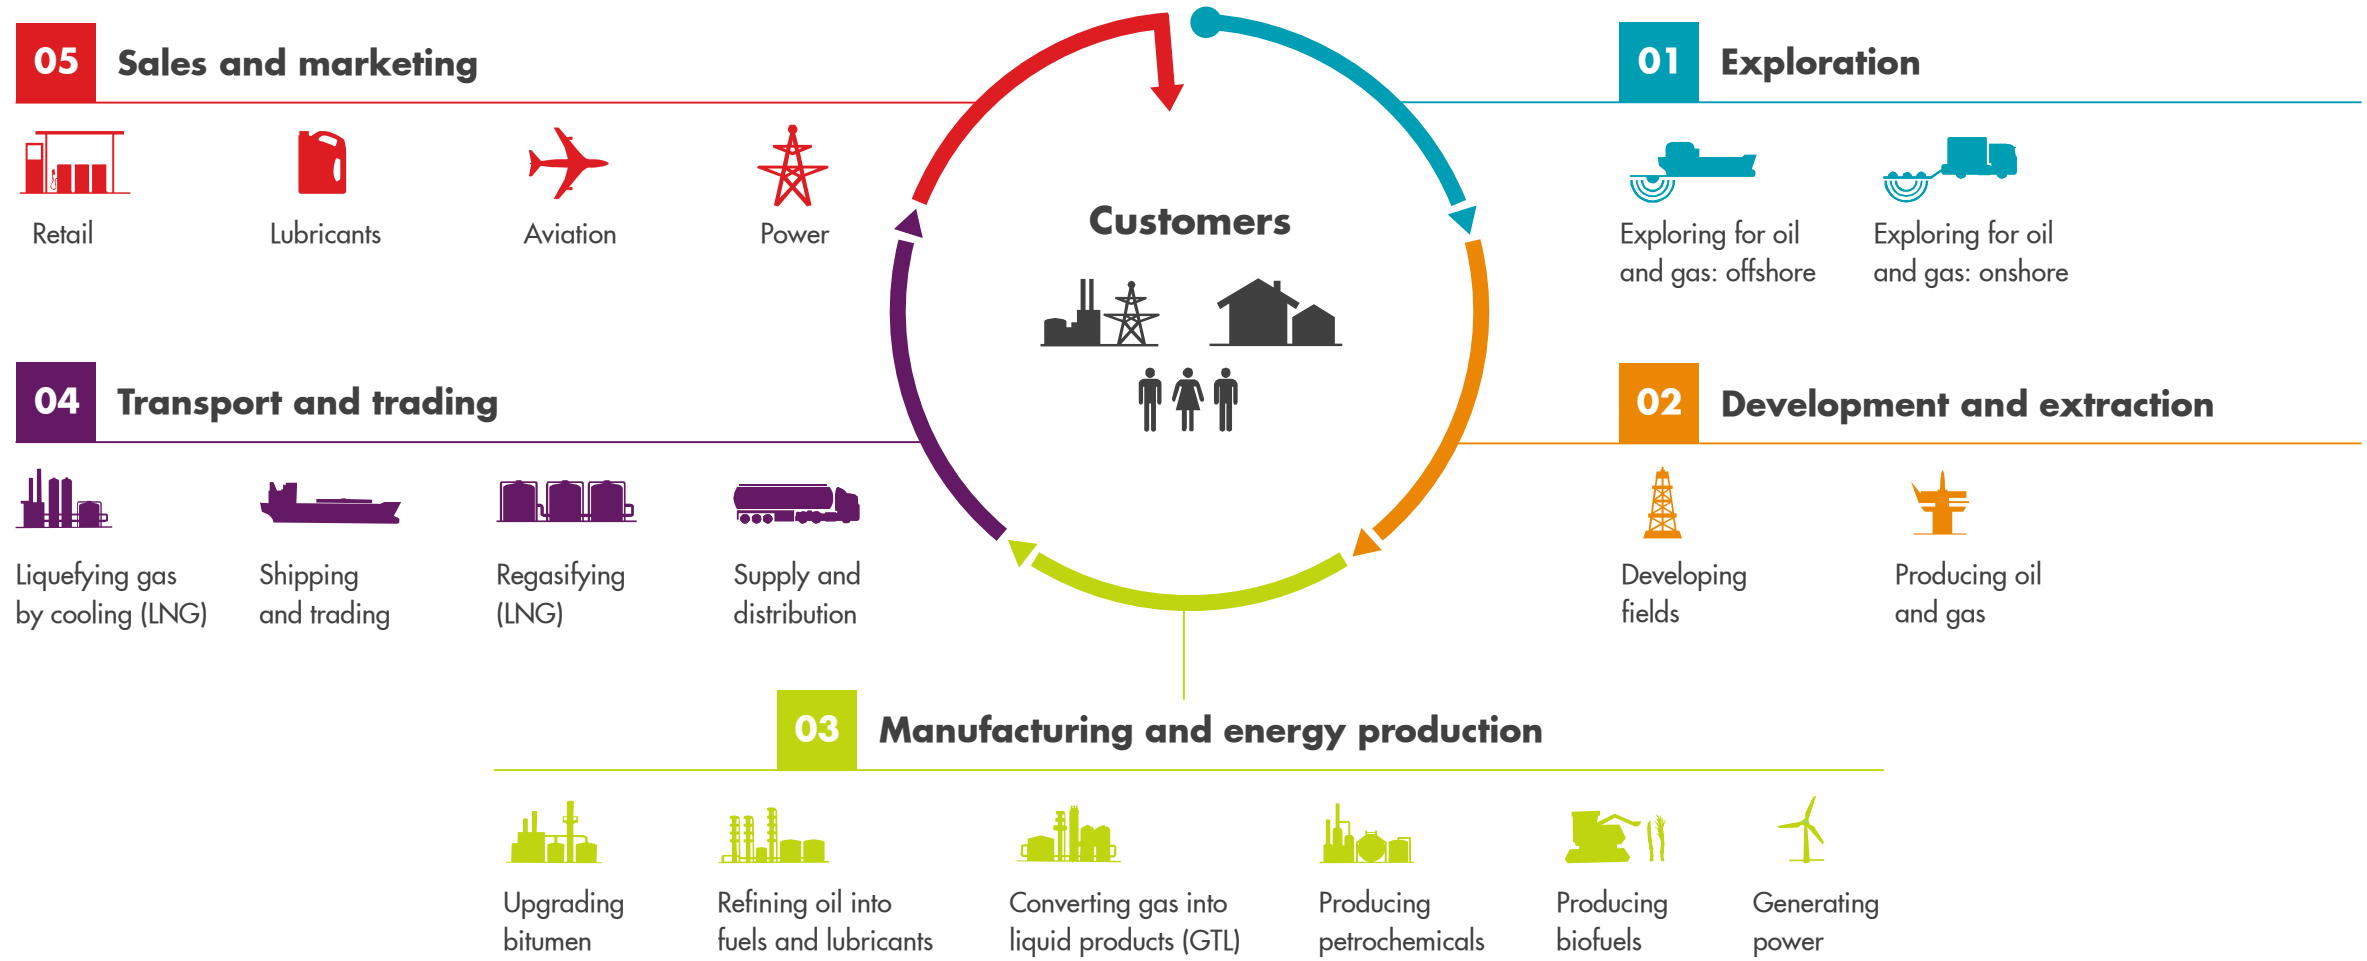 05
Sales and marketing
Retail
Lubricants
Aviation
Power
Customers
01
Exploration
Exploring for oil
and gas: offshore
Exploring for oil
and gas: onshore
04
Transport and trading
Liquefying gas
by cooling (LNG)
Shipping
and trading
Regasifying
(LNG)
Supply and
distribution
02
Development and extraction
Developing
fields
Producing oil
and gas
03
Manufacturing and energy production
Upgrading
bitumen
Refining oil into
fuels and lubricants
Converting gas into
liquid products (GTL)
Producing
petrochemicals
Producing
biofuels
Generating
power